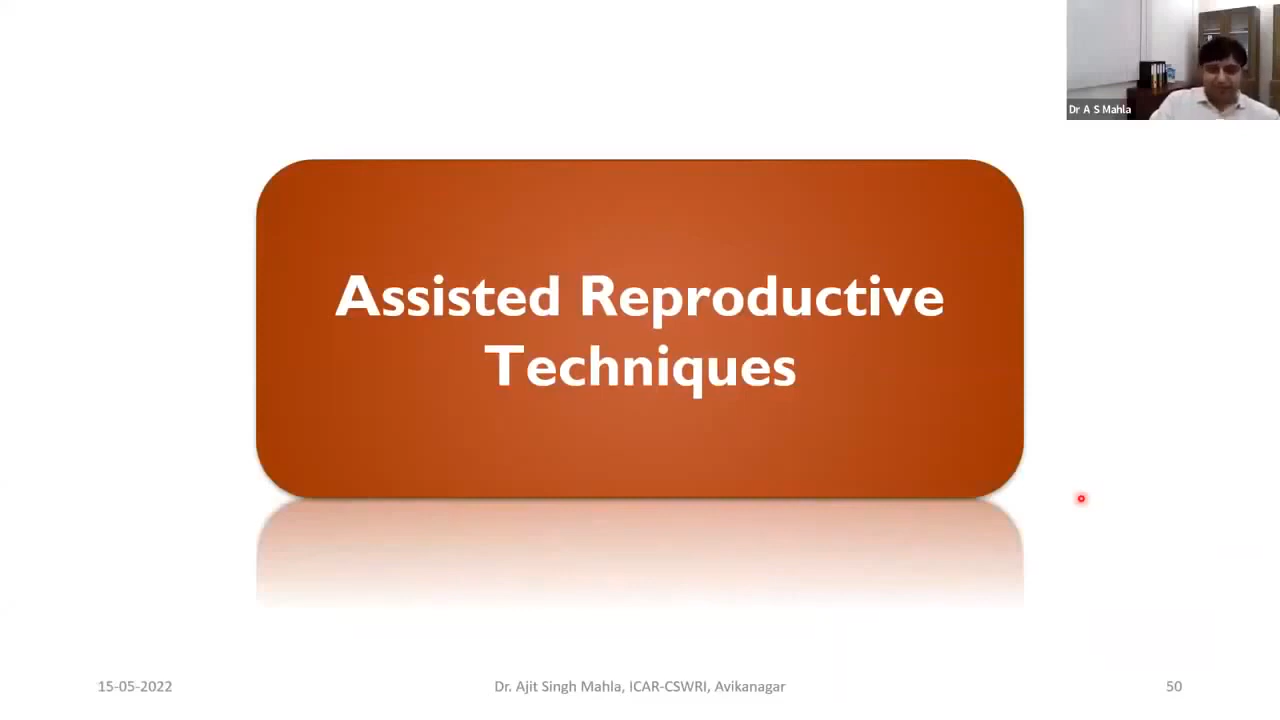 Dr A S Mahla
Assisted Reproductive
Techniques
15-05-2022
Dr. Ajit Singh Mahla, ICAR-CSWRI, Avikanagar
50